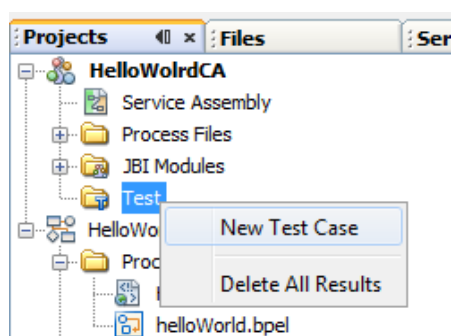 Projects Files Ser
HelloWolrdCA
Service Assembly
Process Files
JBI Modules
Test
HelloWo New Test Case
Proc
Delete All Results
helloWorld.bpel